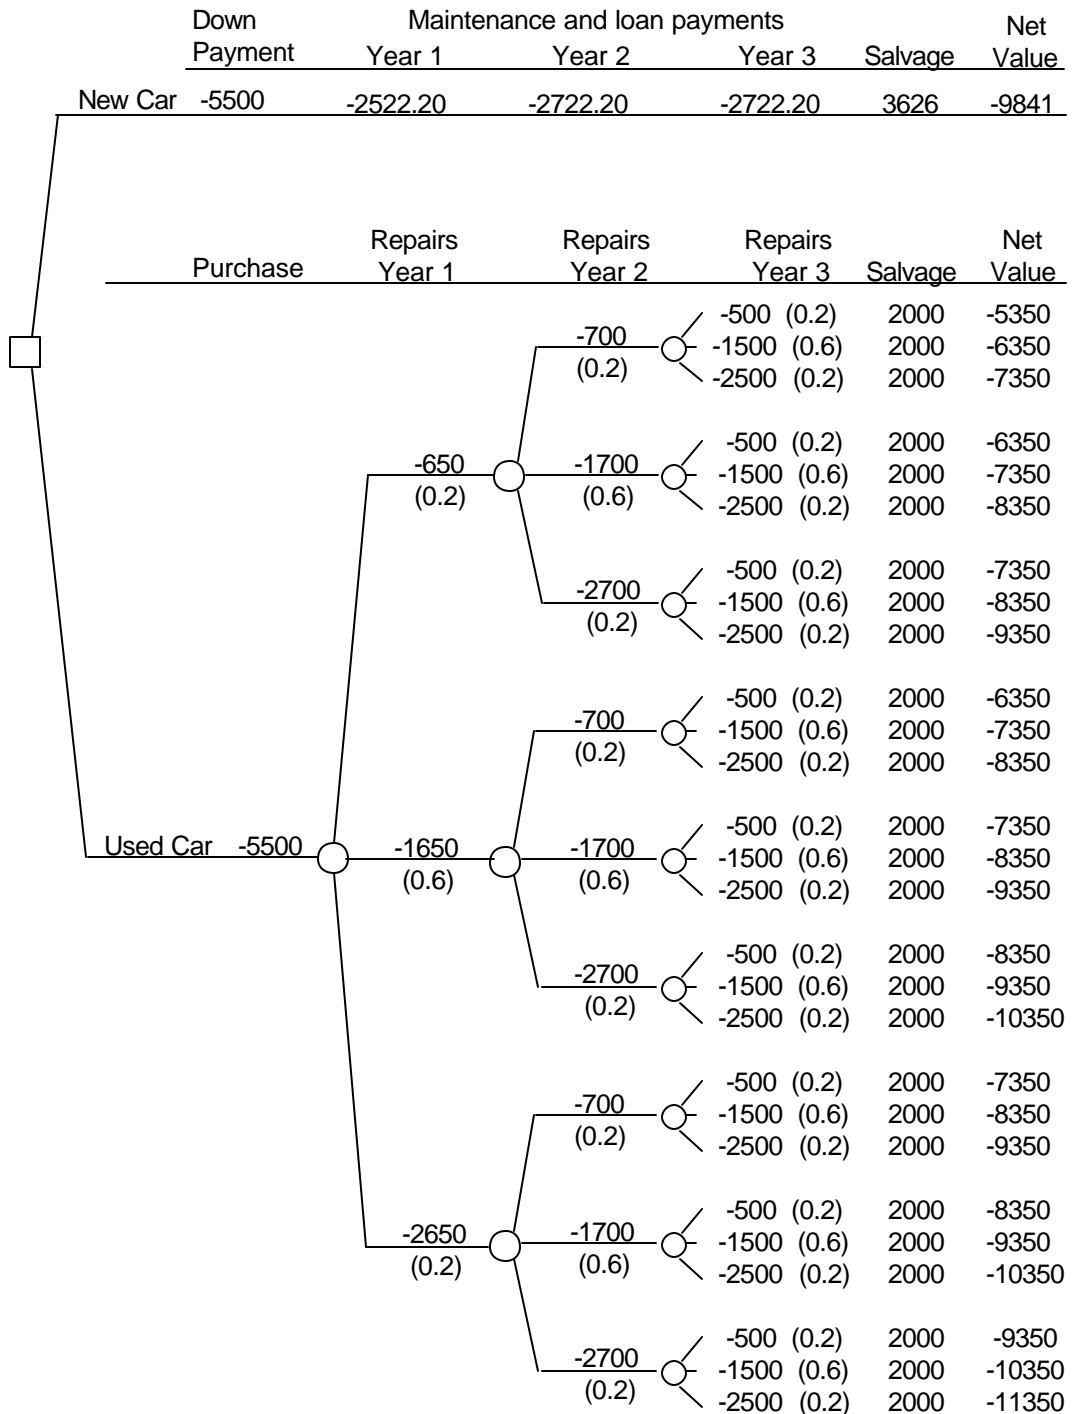 Down Maintenance and loan payments Net
Payment Year 1 Year 2 Year 3 Salvage Value
New Car -5500 -2522.20 -2722.20 -2722.20 3626 -9841
Repairs Repairs Repairs Net
Purchase Year 1 Year 2 Year 3 Salvage Value
-500 (0.2) 2000 -5350
-700 -1500 (0.6) 2000 -6350
(0.2) -2500 (0.2) 2000 -7350
-500 (0.2) 2000 -6350
-650 -1700 -1500 (0.6) 2000 -7350
(0.2) (0.6) -2500 (0.2) 2000 -8350
-500 (0.2) 2000 -7350
-2700 -1500 (0.6) 2000 -8350
(0.2) -2500 (0.2) 2000 -9350
-500 (0.2) 2000 -6350
-700 -1500 (0.6) 2000 -7350
(0.2) -2500 (0.2) 2000 -8350
-500 (0.2) 2000 -7350
Used Car -5500 -1650 -1700 -1500 (0.6) 2000 -8350
(0.6) (0.6) -2500 (0.2) 2000 -9350
-500 (0.2) 2000 -8350
-2700 -1500 (0.6) 2000 -9350
(0.2) -2500 (0.2) 2000 -10350
-500 (0.2) 2000 -7350
-700 -1500 (0.6) 2000 -8350
(0.2) -2500 (0.2) 2000 -9350
-500 (0.2) 2000 -8350
-2650 -1700 -1500 (0.6) 2000 -9350
(0.2) (0.6) -2500 (0.2) 2000 -10350
-500 (0.2) 2000 -9350
-2700 -1500 (0.6) 2000 -10350
(0.2) -2500 (0.2) 2000 -11350